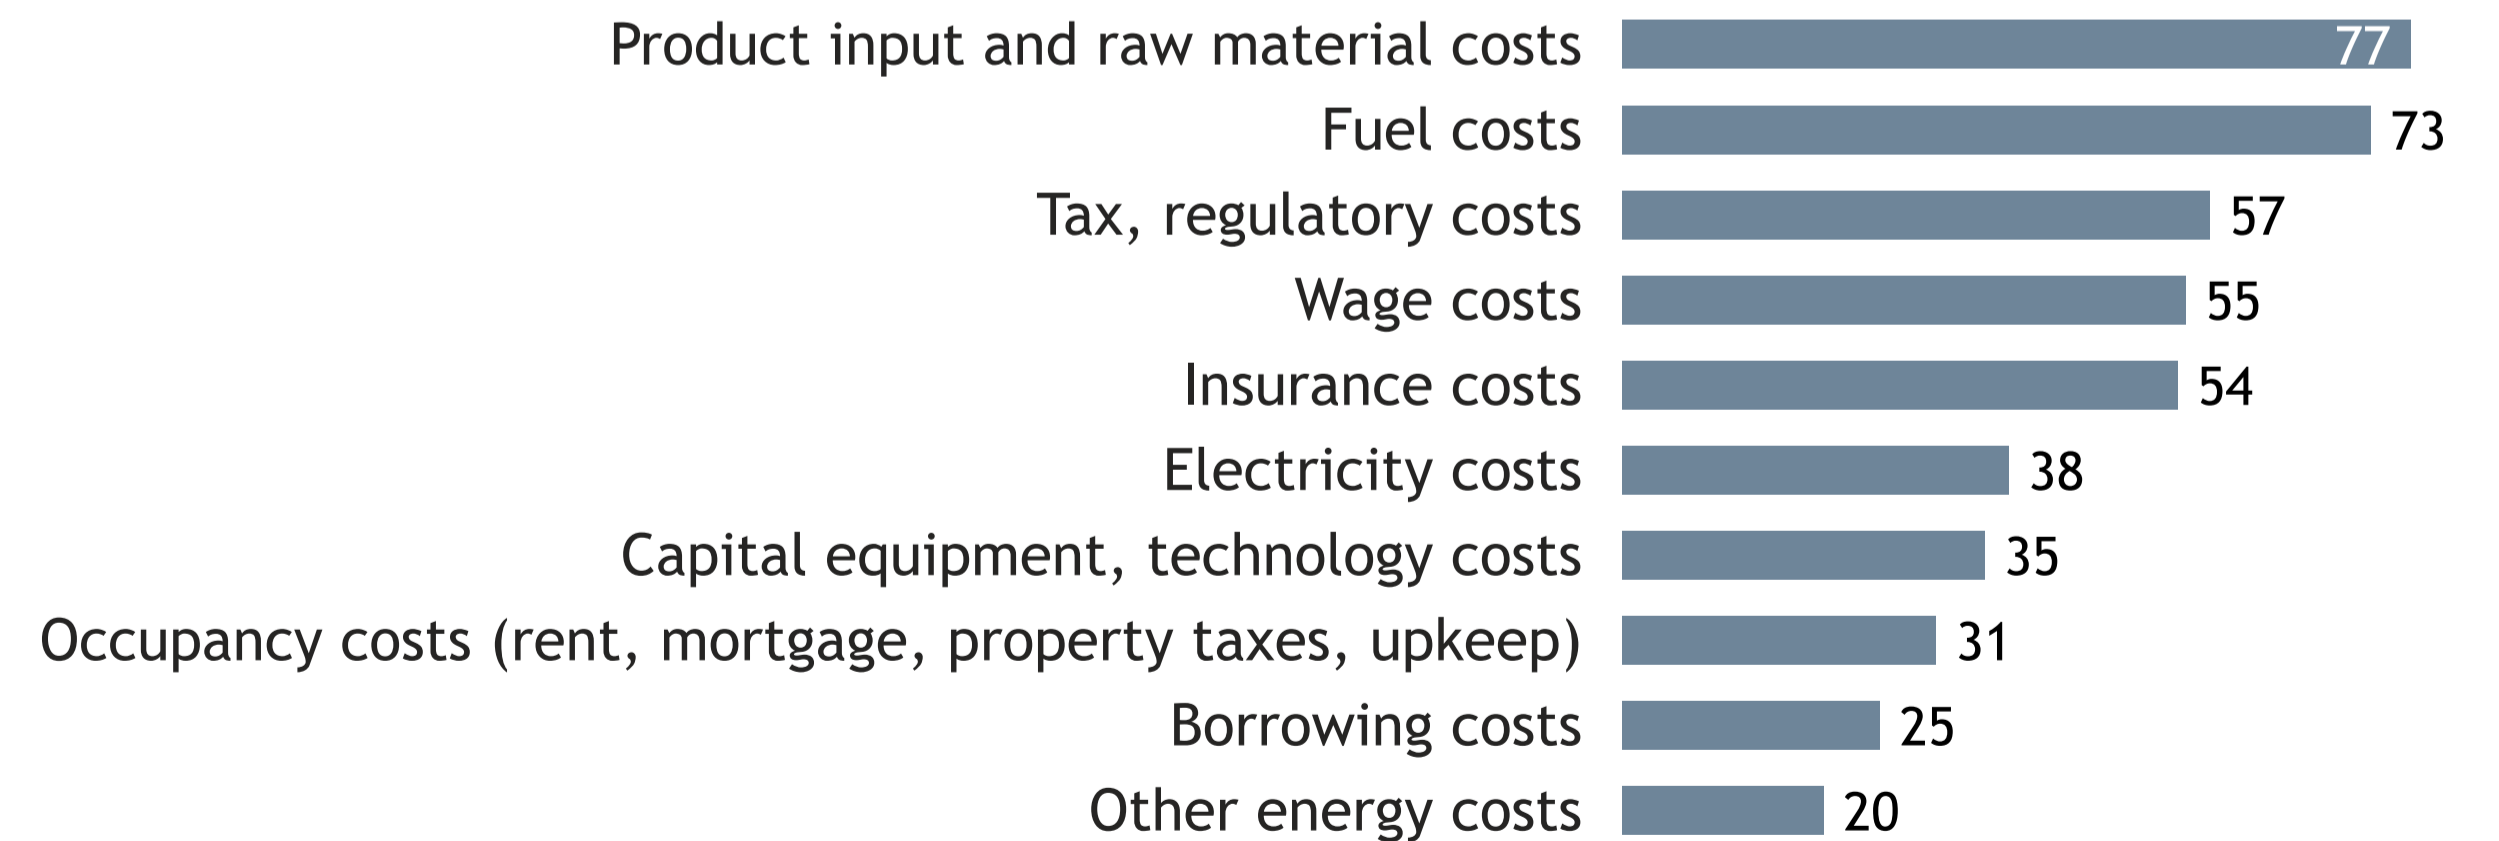 Product input and raw material costs 77
Fuel costs 73
Tax, regulatory costs 57
Wage costs 55
Insurance costs 54
Electricity costs 38
Capital equipment, technology costs 35
Occupancy costs (rent, mortgage, property taxes, upkeep) 31
Borrowing costs 25
Other energy costs 20